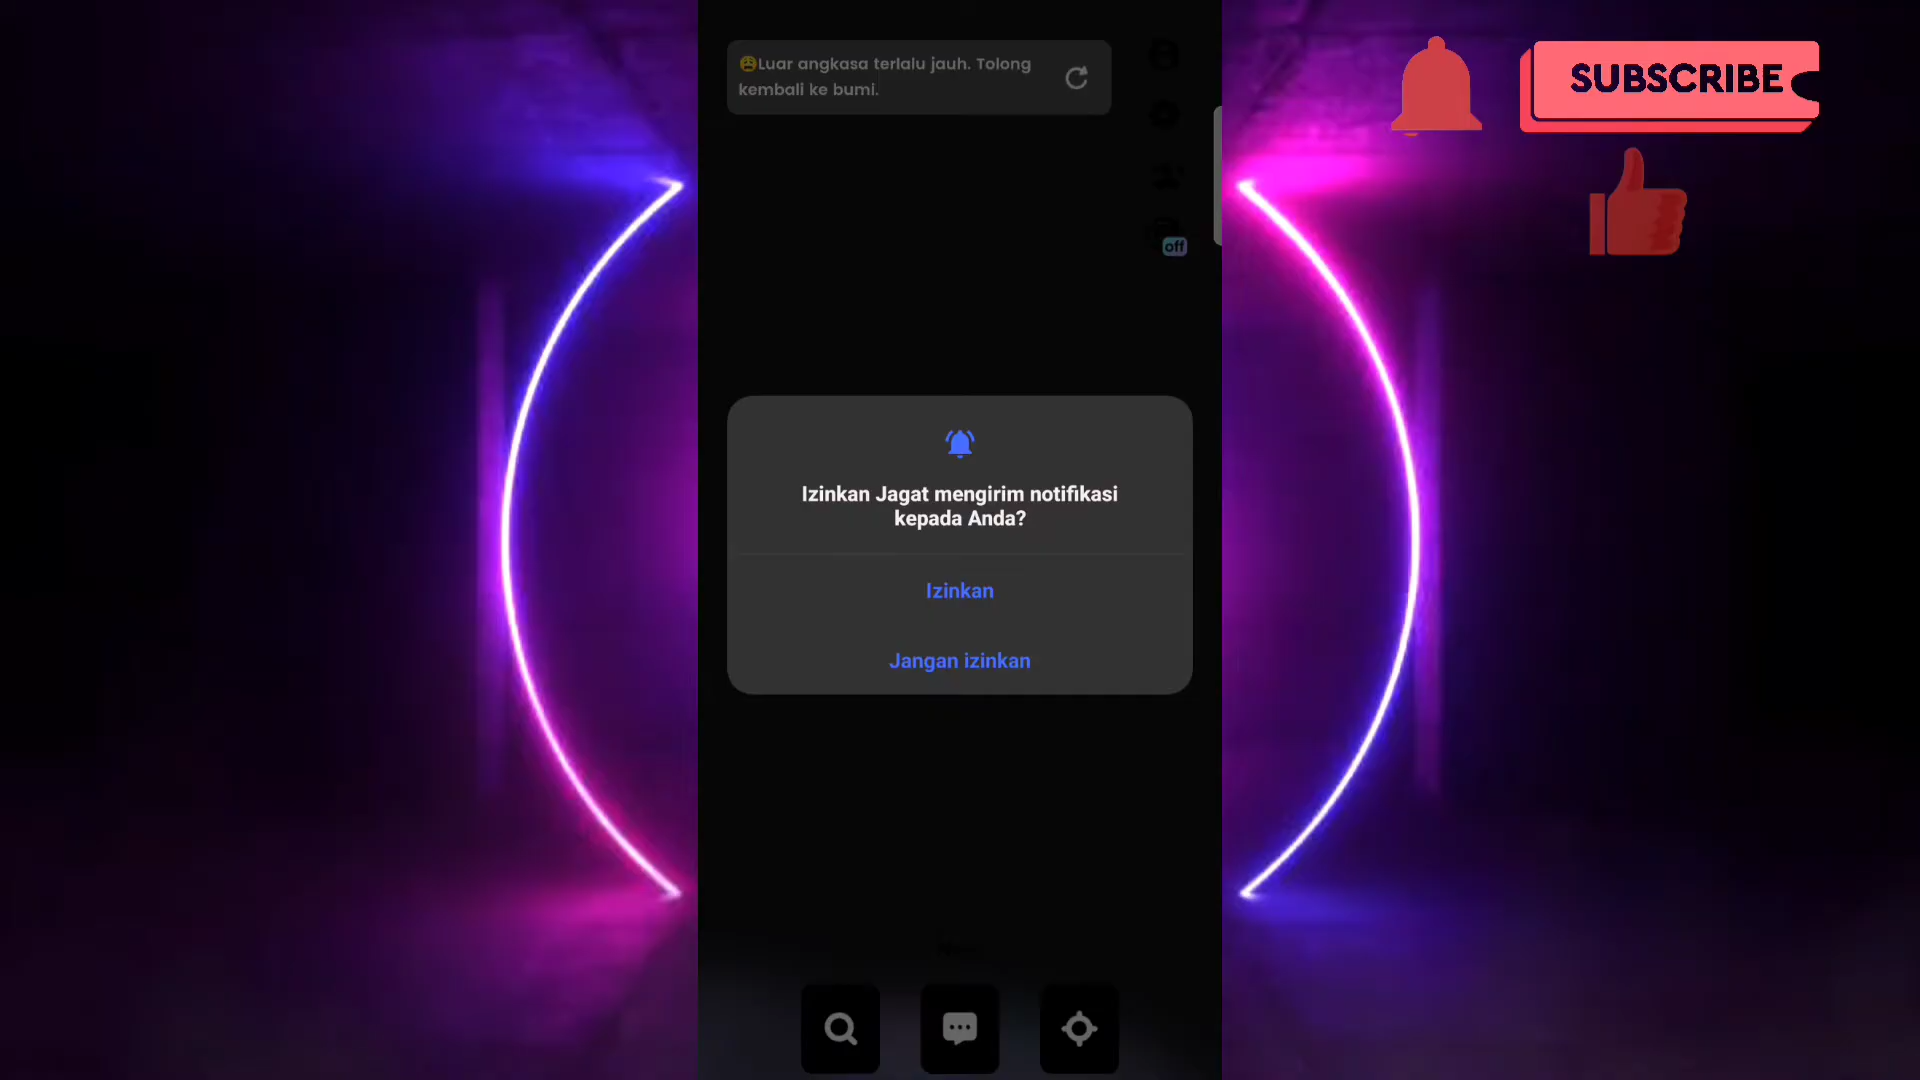 😩Luar angkasa terlalu jauh. Tolong
kembali ke bumi.
SUBSCRIBE
off
Izinkan Jagat mengirim notifikasi
kepada Anda?
Izinkan
Jangan izinkan